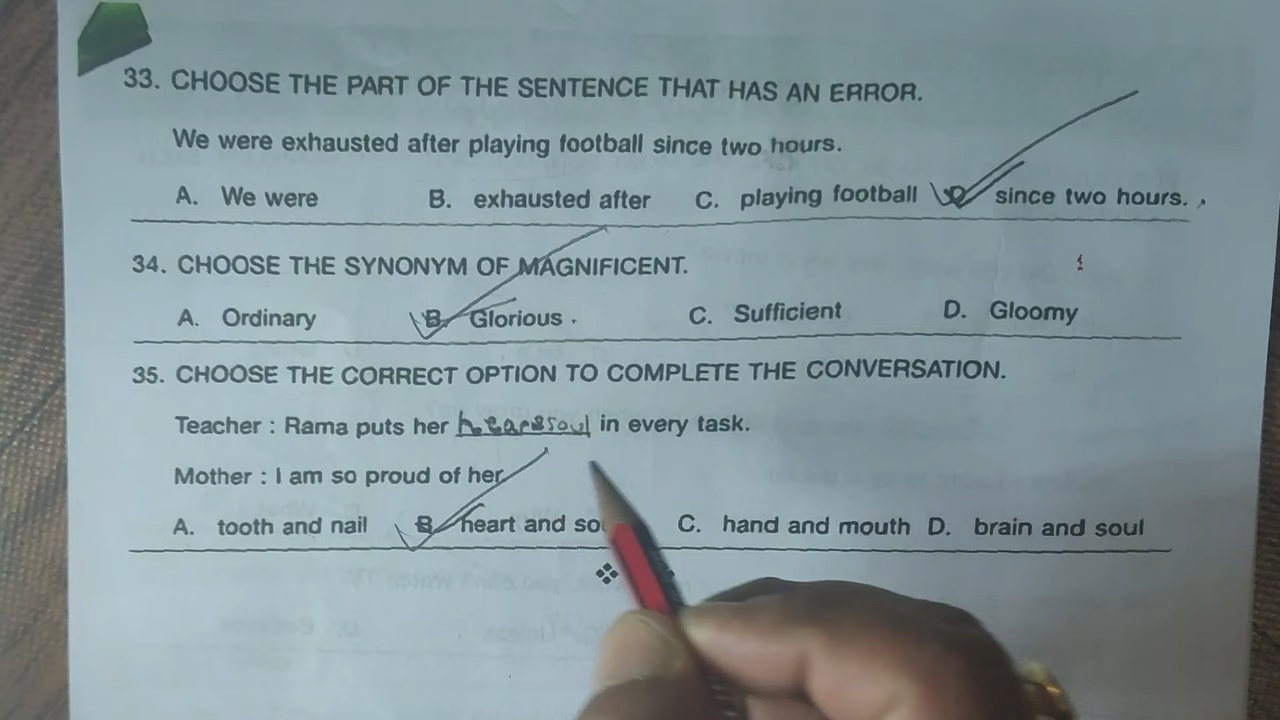 33. CHOOSE THE PART OF THE SENTENCE THAT HAS AN ERROR.
We were exhausted after playing football since two hours.
A. We were B. exhausted after C. playing football D since two hours.
34. CHOOSE THE SYNONYM OF MAGNIFICENT.
A. Ordinary B. Glorious. C. Sufficient D. Gloomy
35. CHOOSE THE CORRECT OPTION TO COMPLETE THE CONVERSATION.
Teacher : Rama puts her in every task.
Mother : I am so proud of her
A. tooth and nail B heart and C. hand and mouth D. brain and soul